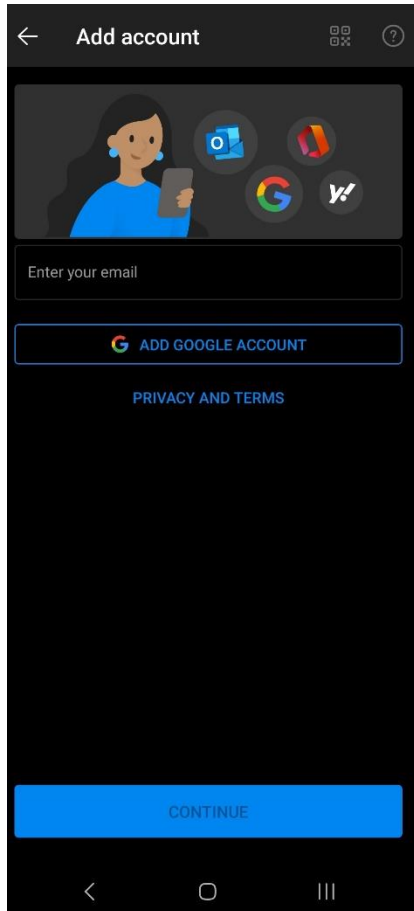 Add account
Enter your email
ADD GOOGLE ACCOUNT
PRIVACY AND TERMS
CONTINUE